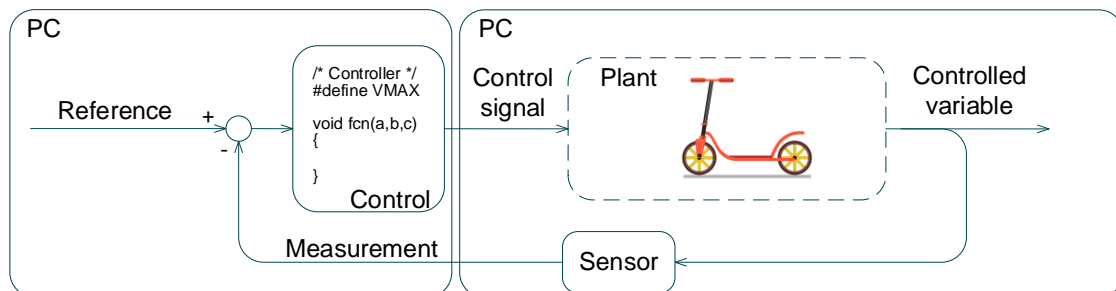 PC
PC
/* Controller */
#define VMAX
void fcn(a,b,c)
{
}
Control
Reference
+
-
Control
signal
Plant
Controlled
variable
Measurement
Sensor